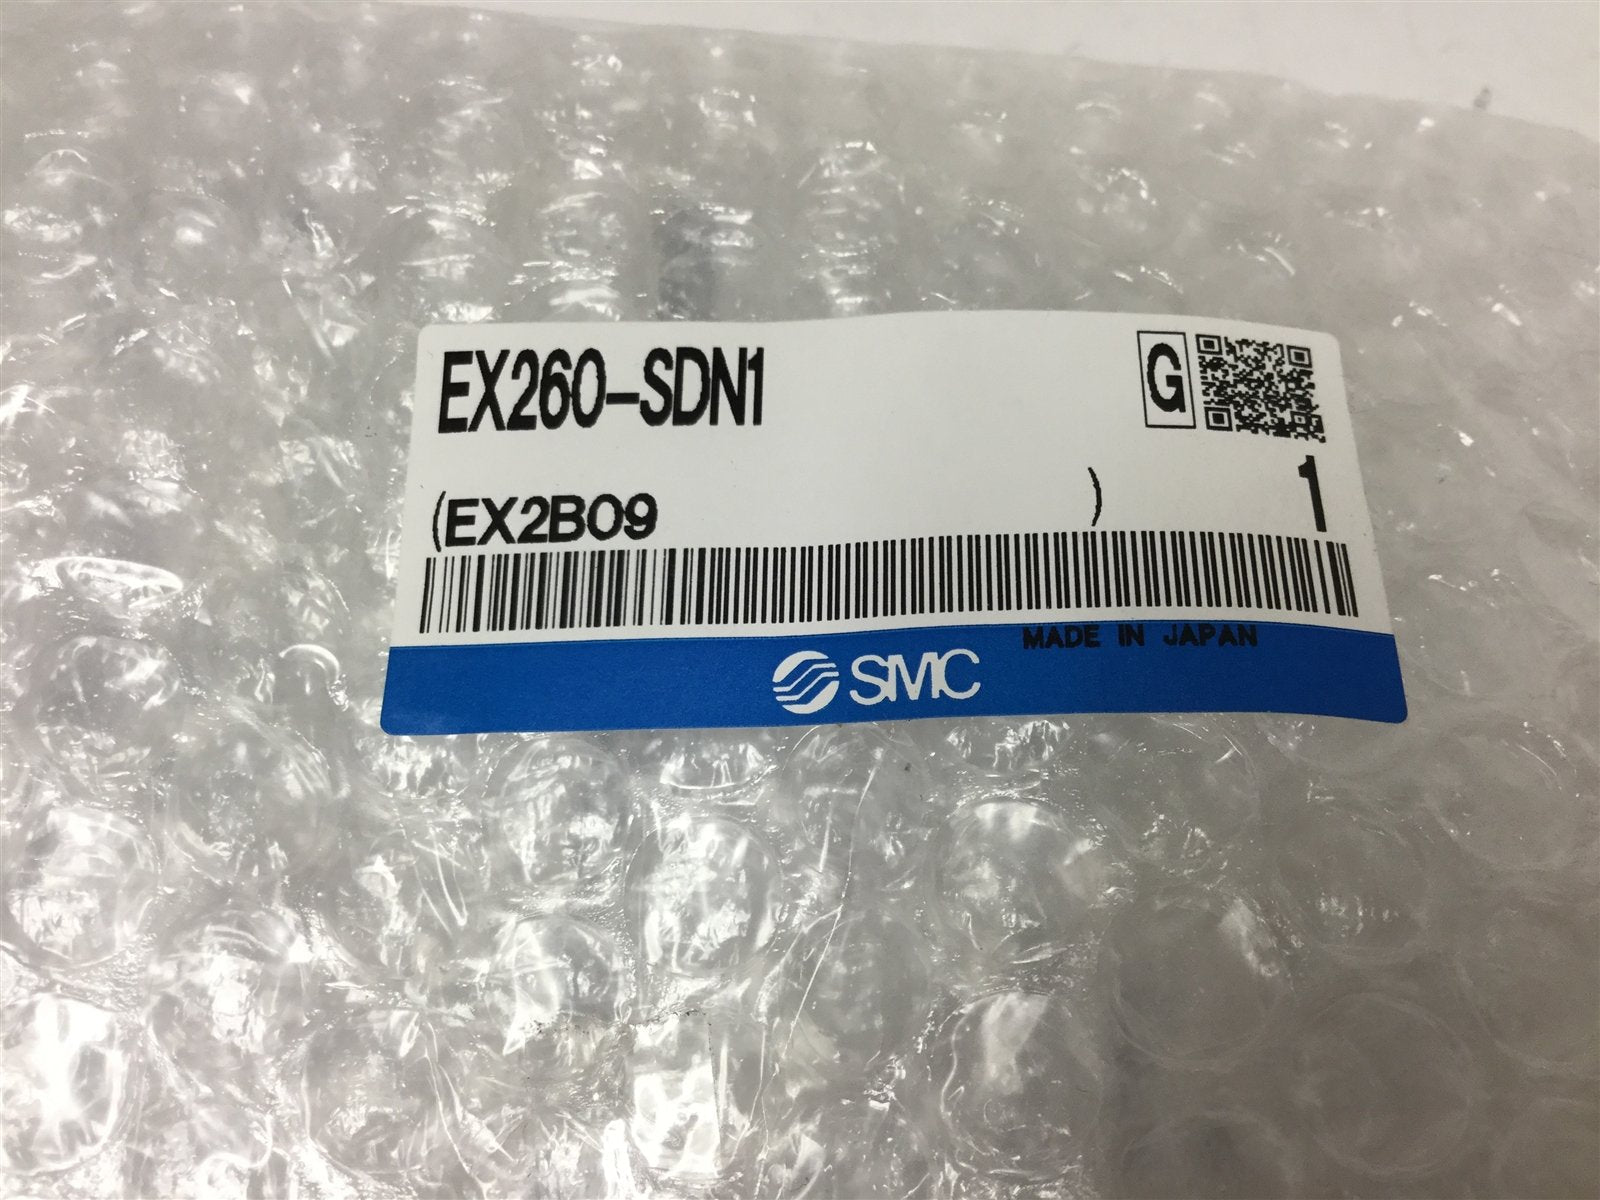 EX260-SDN1 G
(EX2B09 ) 1
MADE IN JAPAN
SMC